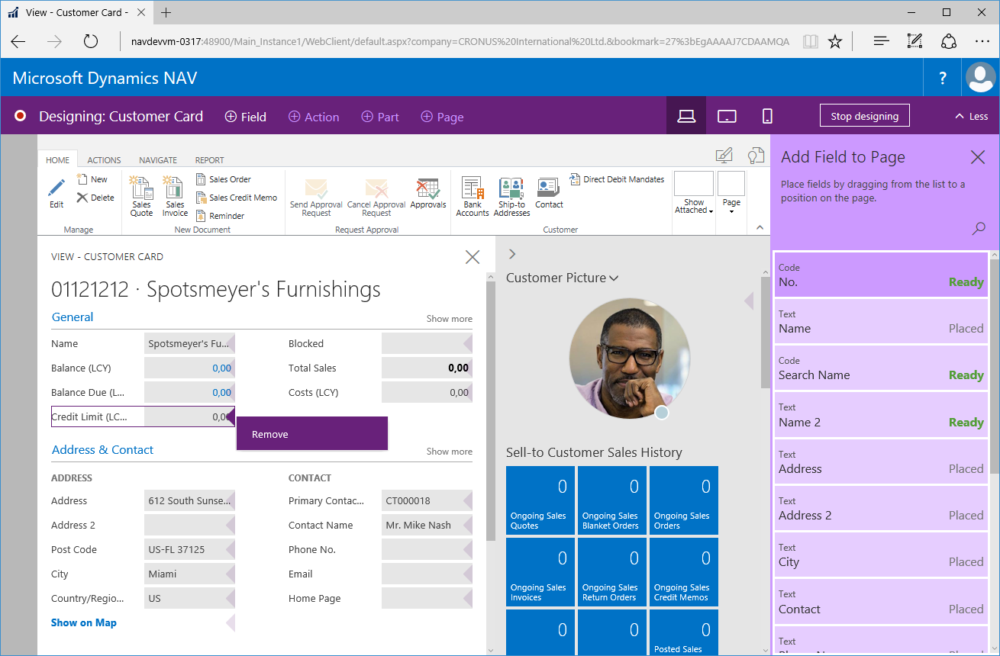 View - Customer Card -
navdevvm-0317:48900/Main_Instance1/WebClient/default.aspx?company=CRONUS%20International%20Ltd.&bookmark=27%3bEgAAAAJ7CDAAMQA
Microsoft Dynamics NAV
?
Designing: Customer Card
Field
Action
Part
Page
Stop designing
Less
HOME
ACTIONS
NAVIGATE
REPORT
Edit
New
Delete
Manage
Sales
Quote
Sales
Invoice
Sales Order
Sales Credit Memo
Reminder
New Document
Send Approval
Request
Cancel Approval
Request
Approvals
Request Approval
Bank
Accounts
Ship-to
Addresses
Contact
Direct Debit Mandates
Customer
Show
Attached
Page
VIEW - CUSTOMER CARD
01121212 · Spotsmeyer's Furnishings
General
Show more
Name
Spotsmeyer's Fu...
Blocked
Balance (LCY)
0,00
Total Sales
0,00
Balance Due (L...
0,00
Costs (LCY)
0,00
Credit Limit (LC...
0,00
Remove
Address & Contact
Show more
ADDRESS
CONTACT
Address
612 South Sunse...
Primary Contac...
CT000018
Address 2
Contact Name
Mr. Mike Nash
Post Code
US-FL 37125
Phone No.
City
Miami
Email
Country/Regio...
US
Home Page
Show on Map
Customer Picture
Sell-to Customer Sales History
0
Ongoing Sales
Quotes
0
Ongoing Sales
Blanket Orders
0
Ongoing Sales
Orders
0
Ongoing Sales
Invoices
0
Ongoing Sales
Return Orders
0
Ongoing Sales
Credit Memos
0
0
0
Posted Sales
Add Field to Page
Place fields by dragging from the list to a
position on the page.
Code
No.
Ready
Text
Name
Placed
Code
Search Name
Ready
Text
Name 2
Ready
Text
Address
Placed
Text
Address 2
Placed
Text
City
Placed
Text
Contact
Placed
Text